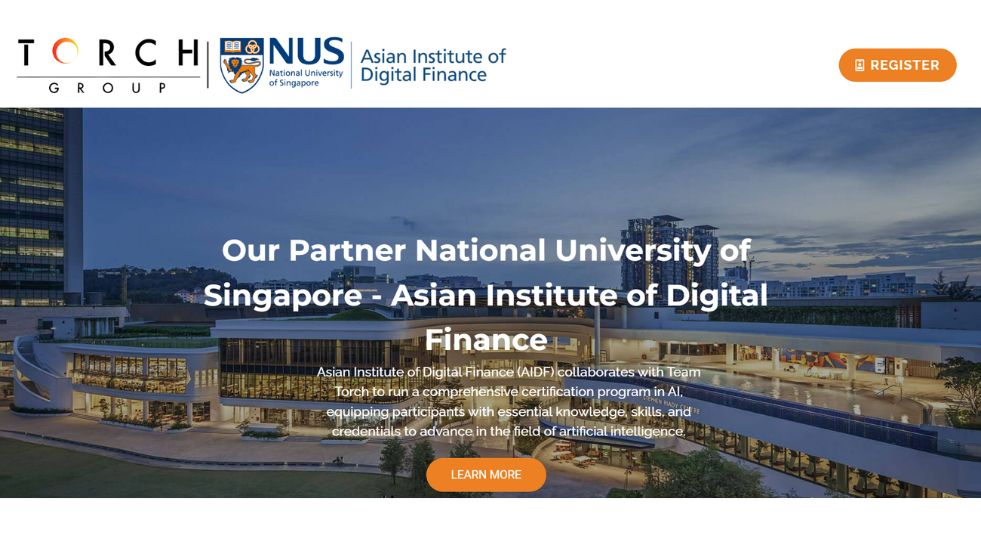 TORCH
GROUP
NUS
National University
of Singapore
Asian Institute of
Digital Finance
REGISTER
Our Partner National University of
Singapore - Asian Institute of Digital
Finance
Asian Institute of Digital Finance (AIDF) collaborates with Team
Torch to run a comprehensive certification program in AI,
equipping participants with essential knowledge, skills, and
credentials to advance in the field of artificial intelligence.
LEARN MORE